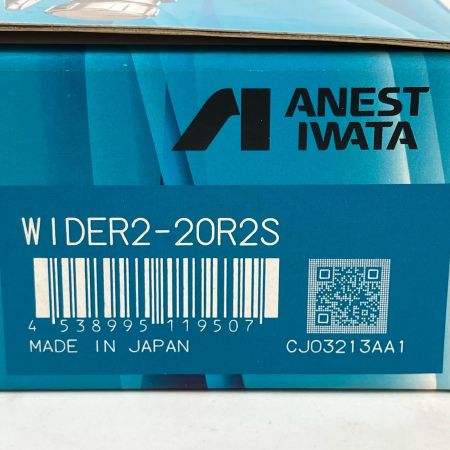 ANEST
IWATA
WIDER2-20R2S
4 538995 119507
MADE IN JAPAN
CJ03213AA1